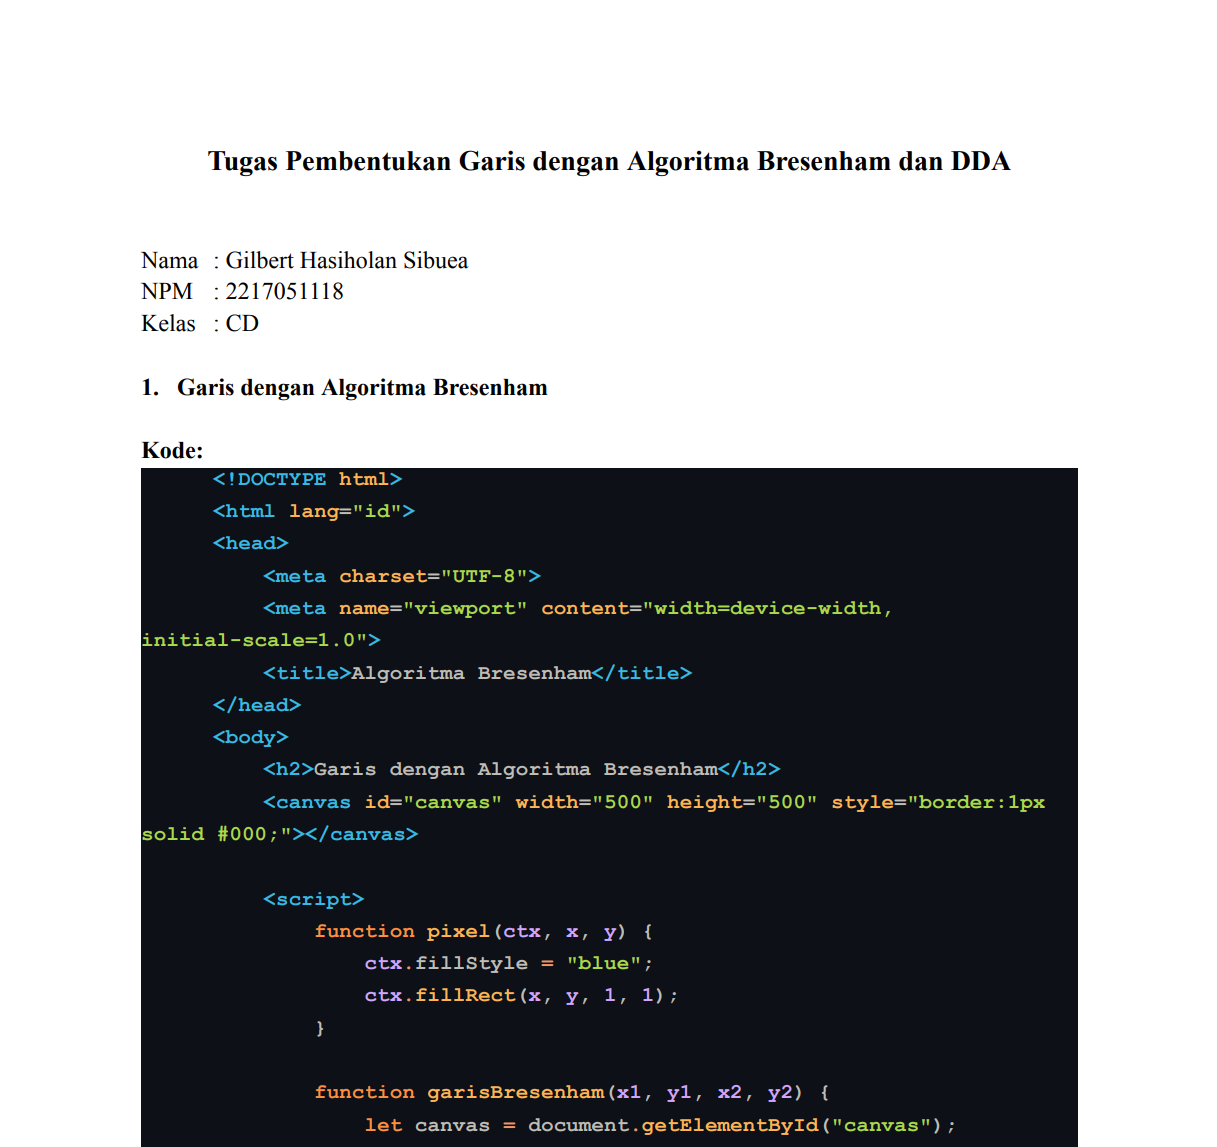 Tugas Pembentukan Garis dengan Algoritma Bresenham dan DDA
Nama : Gilbert Hasiholan Sibuea
NPM : 2217051118
Kelas : CD
1. Garis dengan Algoritma Bresenham
Kode:
<!DOCTYPE html>
<html lang="id">
<head>
<meta charset="UTF-8">
<meta name="viewport" content="width=device-width,
initial-scale=1.0">
<title>Algoritma Bresenham</title>
</head>
<body>
<h2>Garis dengan Algoritma Bresenham</h2>
<canvas id="canvas" width="500" height="500" style="border:1px
solid #000;"></canvas>
<script>
function pixel(ctx, x, y) {
ctx.fillStyle = "blue";
ctx.fillRect(x, y, 1, 1);
}
function garisBresenham(x1, y1, x2, y2) {
let canvas = document.getElementById("canvas");